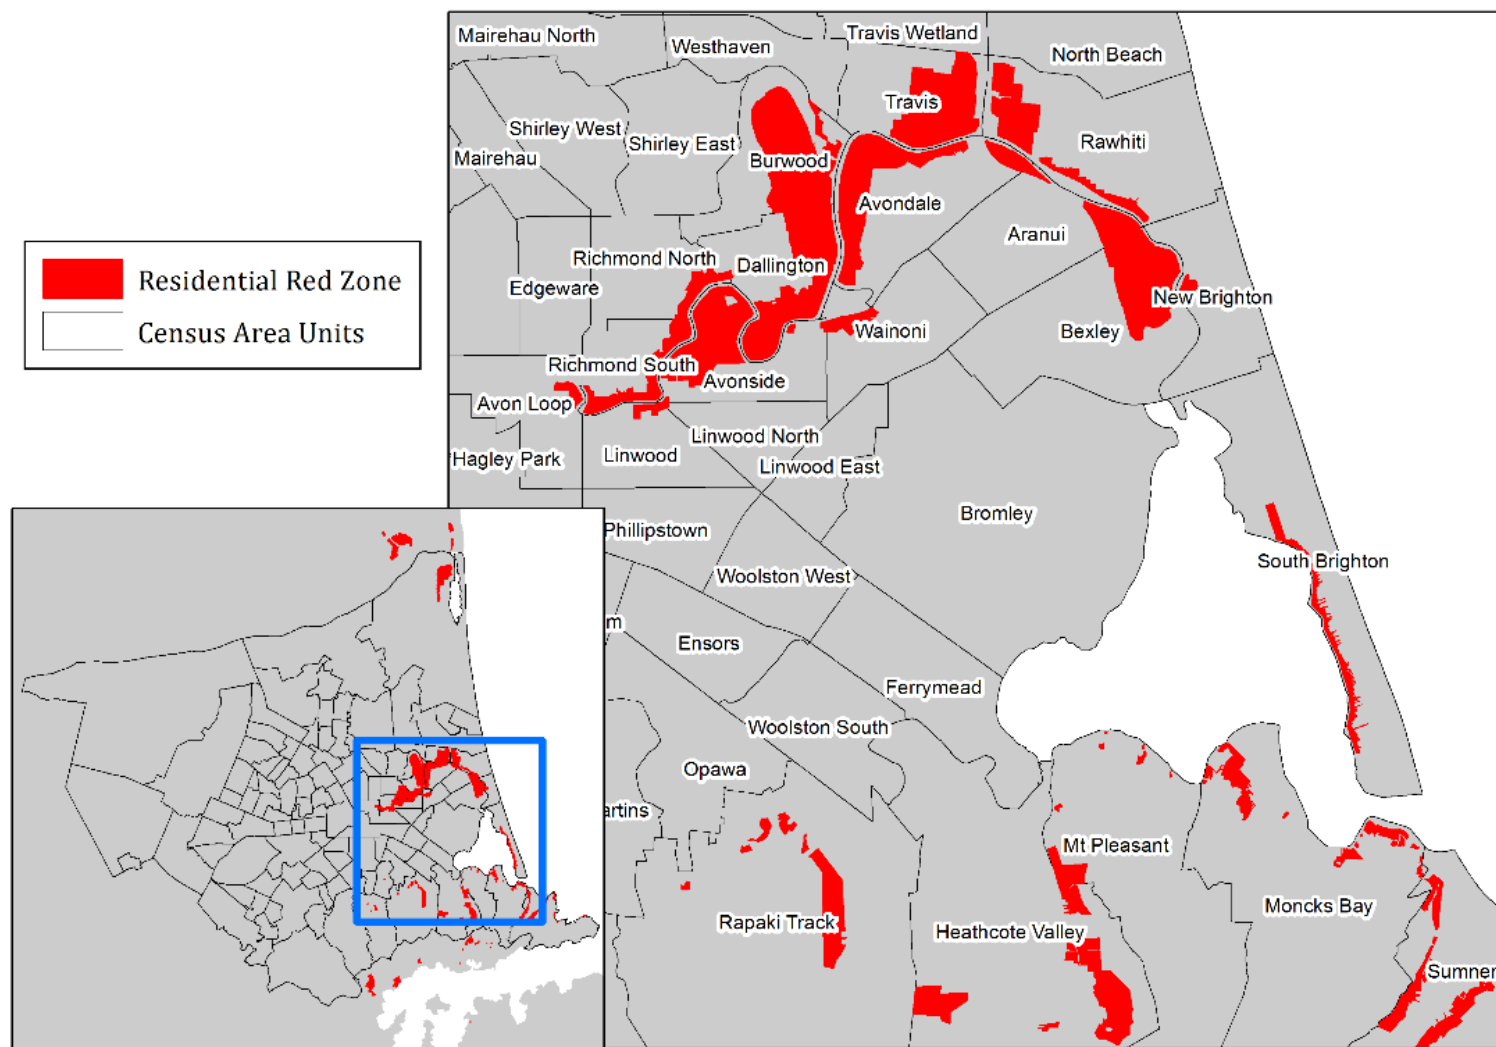 Mairehau North
Westhaven
Travis Wetland
North Beach
Travis
Shirley West
Shirley East
Mairehau
Burwood
Rawhiti
Avondale
Aranui
Richmond North
Dallington
Edgeware
New Brighton
Wainoni
Bexley
Richmond South
Avonside
Avon Loop
Linwood North
Hagley Park
Linwood
Linwood East
Bromley
Phillipstown
South Brighton
Woolston West
m
Ensors
Ferrymead
Woolston South
Opawa
artins
Mt Pleasant
Moncks Bay
Rapaki Track
Heathcote Valley
Sumner
Residential Red Zone
Census Area Units